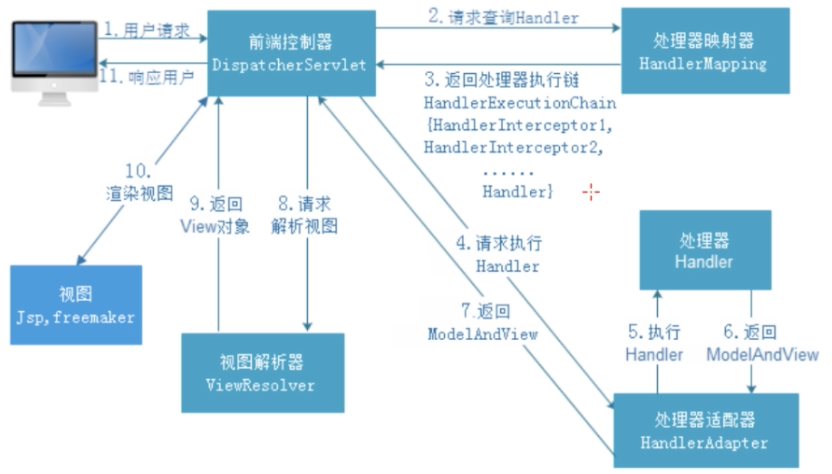 1.用户请求
11.响应用户
前端控制器
DispatcherServlet
2.请求查询Handler
处理器映射器
HandlerMapping
3.返回处理器执行链
HandlerExecutionChain
{HandlerInterceptor1,
HandlerInterceptor2,
......
Handler}
10.
渲染视图
9.返回
View对象
8.请求
解析视图
4.请求执行
Handler
处理器
Handler
视图
Jsp,freemaker
7.返回
ModelAndView
5.执行
Handler
6.返回
ModelAndView
视图解析器
ViewResolver
处理器适配器
HandlerAdapter